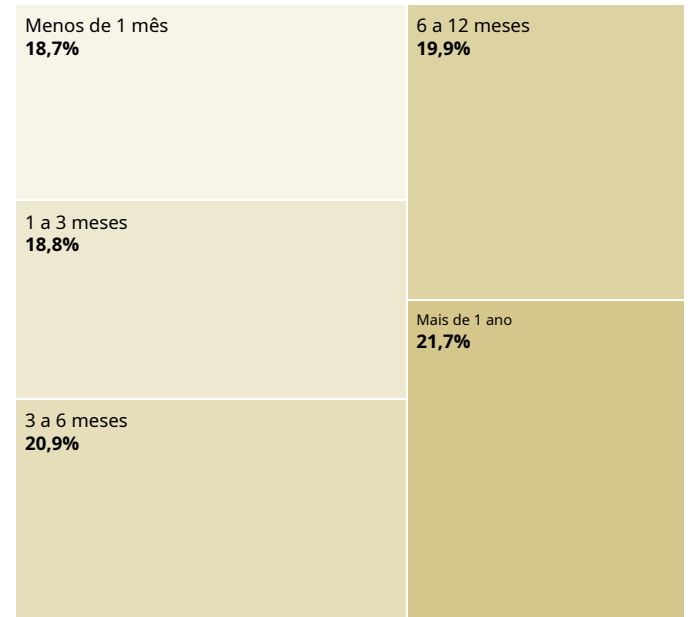 Menos de 1 mês
18,7%
1 a 3 meses
18,8%
3 a 6 meses
20,9%
6 a 12 meses
19,9%
Mais de 1 ano
21,7%